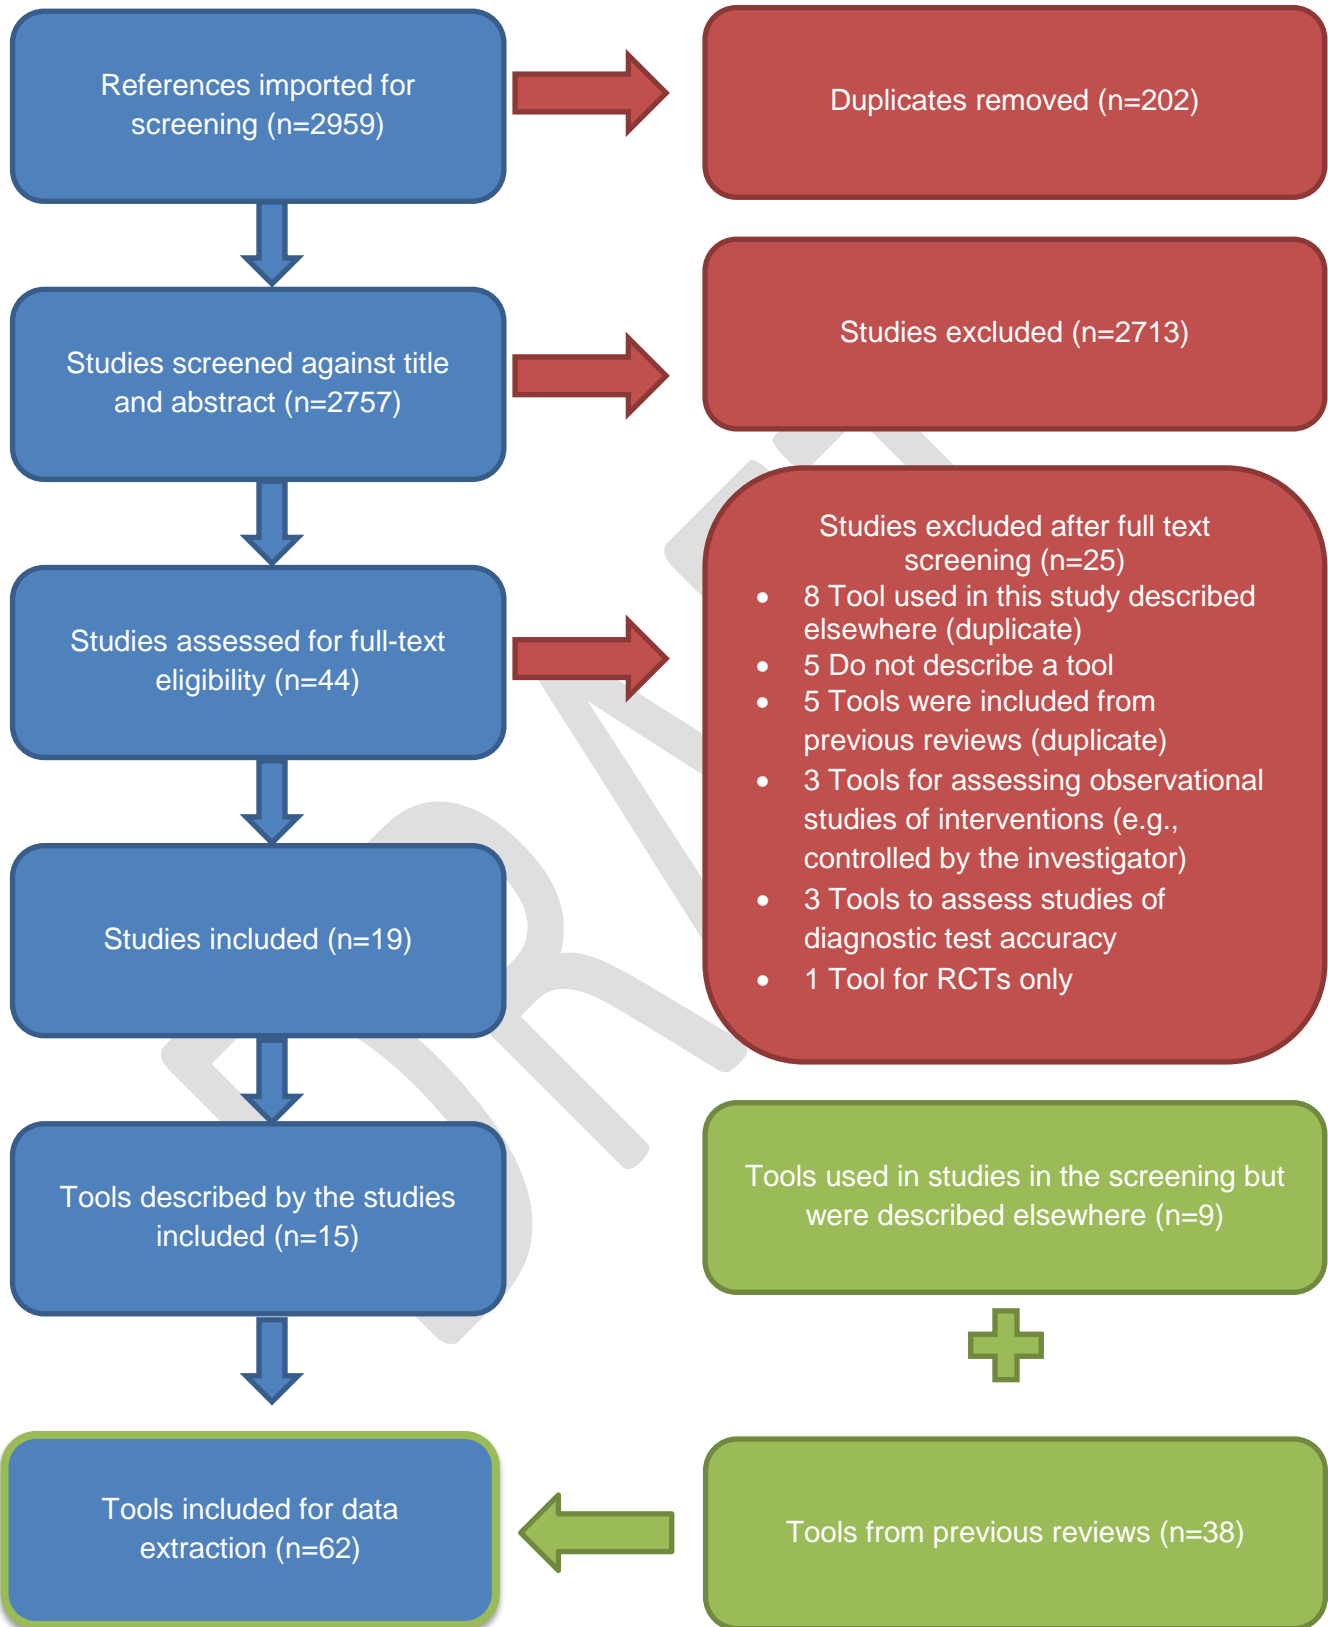 References imported for
screening (n=2959)
Duplicates removed (n=202)
Studies screened against title
and abstract (n=2757)
Studies excluded (n=2713)
Studies assessed for full-text
eligibility (n=44)
Studies excluded after full text
screening (n=25)
• 8 Tool used in this study described
elsewhere (duplicate)
• 5 Do not describe a tool
• 5 Tools were included from
previous reviews (duplicate)
• 3 Tools for assessing observational
studies of interventions (e.g.,
controlled by the investigator)
• 3 Tools to assess studies of
diagnostic test accuracy
• 1 Tool for RCTs only
Studies included (n=19)
Tools described by the studies
included (n=15)
Tools used in studies in the screening but
were described elsewhere (n=9)
Tools included for data
extraction (n=62)
Tools from previous reviews (n=38)
DRAFT